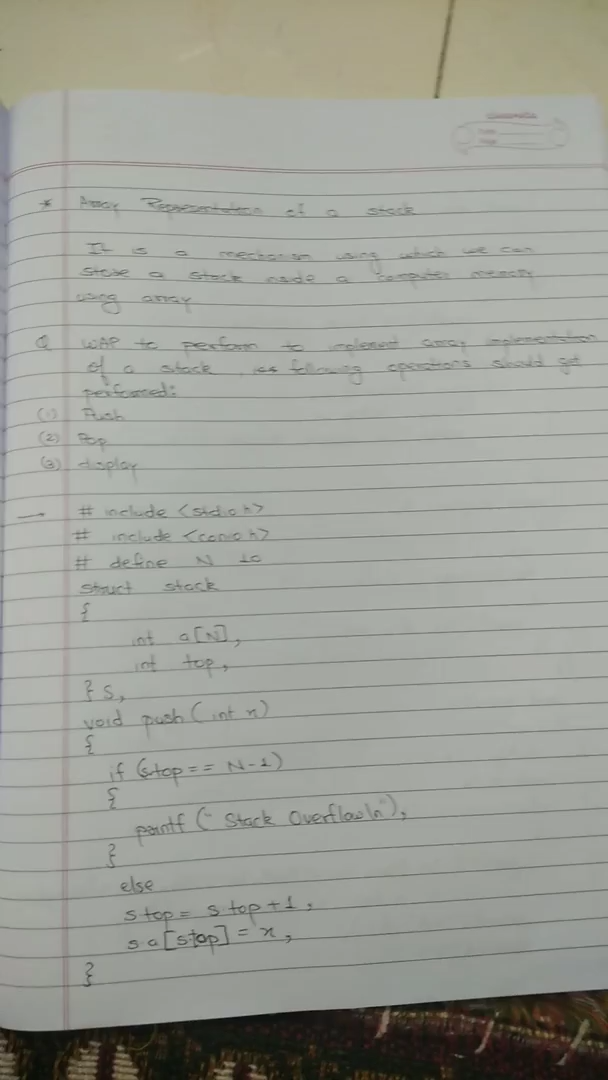 * Array Representation of a stack
It is a mechanism using which we can
store a stack inside a computer memory
using array
Q WAP to perform to implement array implementation
of a stack, as following operations should get
performed:
(1) Push
(2) Pop
(3) display
→ # include <stdio.h>
# include <conio.h>
# define N 10
struct stack
{
int a[N];
int top;
} s;
void push (int x)
{
if (s.top == N-1)
{
printf (" Stack Overflow\n");
}
else
s.top = s.top+1;
s.a[s.top] = x;
}